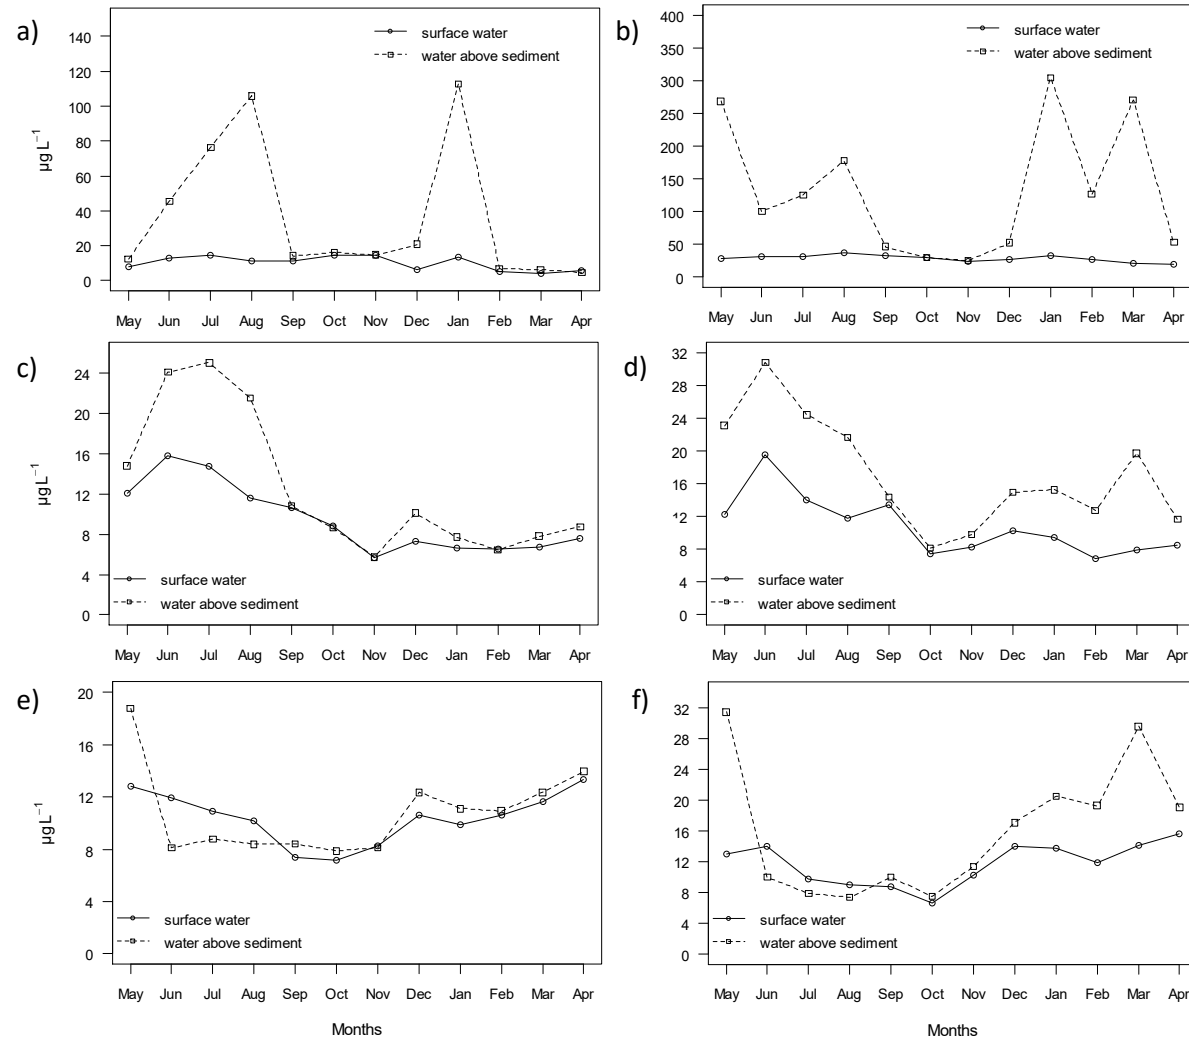 a)
140
120
100
80
60
40
20
0
µg L⁻¹
surface water
water above sediment
May Jun Jul Aug Sep Oct Nov Dec Jan Feb Mar Apr
b)
400
350
300
250
200
150
100
50
0
surface water
water above sediment
May Jun Jul Aug Sep Oct Nov Dec Jan Feb Mar Apr
c)
24
20
16
12
8
4
0
µg L⁻¹
surface water
water above sediment
May Jun Jul Aug Sep Oct Nov Dec Jan Feb Mar Apr
d)
32
28
24
20
16
12
8
4
0
surface water
water above sediment
May Jun Jul Aug Sep Oct Nov Dec Jan Feb Mar Apr
e)
20
16
12
8
4
0
µg L⁻¹
surface water
water above sediment
May Jun Jul Aug Sep Oct Nov Dec Jan Feb Mar Apr
Months
f)
32
28
24
20
16
12
8
4
0
surface water
water above sediment
May Jun Jul Aug Sep Oct Nov Dec Jan Feb Mar Apr
Months